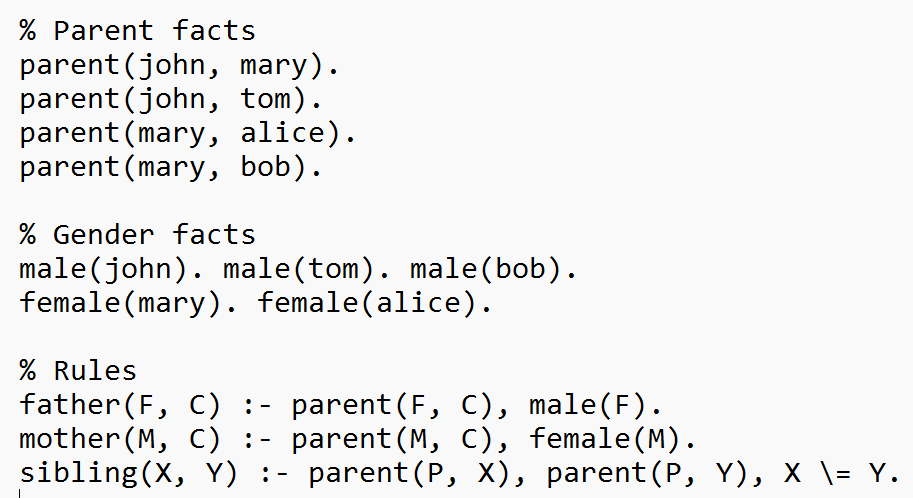 % Parent facts
parent(john, mary).
parent(john, tom).
parent(mary, alice).
parent(mary, bob).

% Gender facts
male(john). male(tom). male(bob).
female(mary). female(alice).

% Rules
father(F, C) :- parent(F, C), male(F).
mother(M, C) :- parent(M, C), female(M).
sibling(X, Y) :- parent(P, X), parent(P, Y), X \= Y.